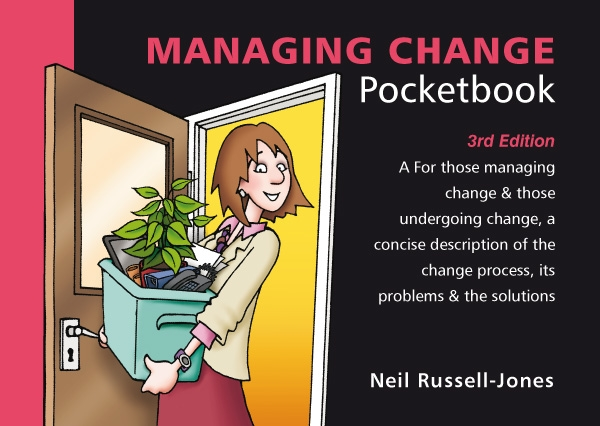 MANAGING CHANGE
Pocketbook
3rd Edition
A For those managing
change & those
undergoing change, a
concise description of the
change process, its
problems & the solutions
Neil Russell-Jones